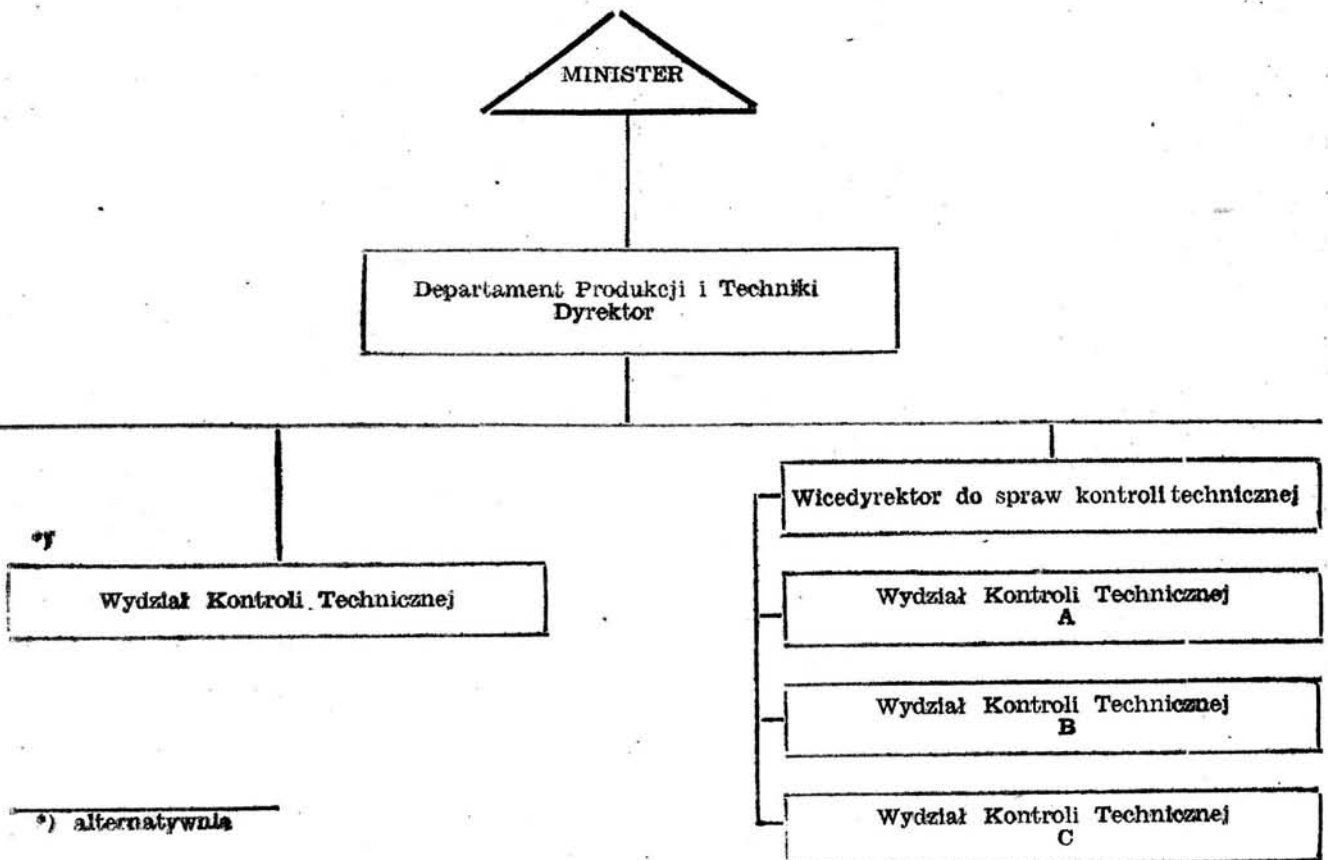 MINISTER
Departament Produkcji i Techniki
Dyrektor
Wicedyrektor do spraw kontroli technicznej
*)
Wydział Kontroli Technicznej
Wydział Kontroli Technicznej
A
Wydział Kontroli Technicznej
B
Wydział Kontroli Technicznej
C
*) alternatywnie